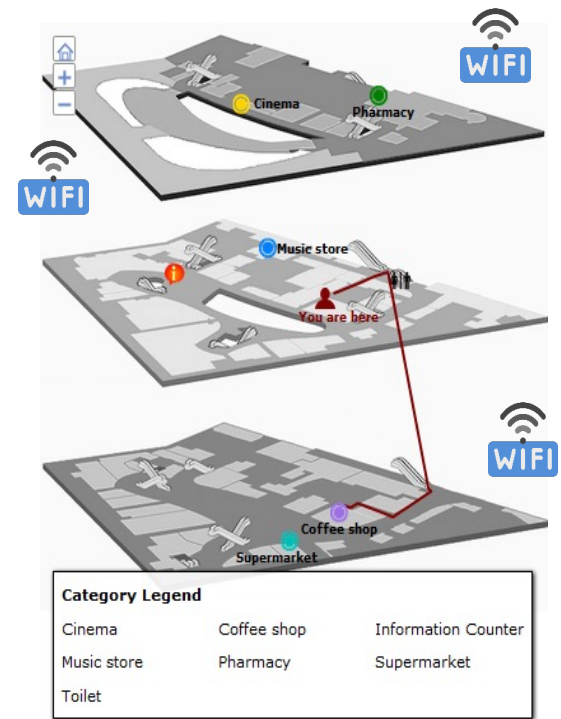 WIFI
Cinema
Pharmacy
WIFI
Music store
i
You are here
WIFI
Coffee shop
Supermarket
Category Legend
Cinema Coffee shop Information Counter
Music store Pharmacy Supermarket
Toilet